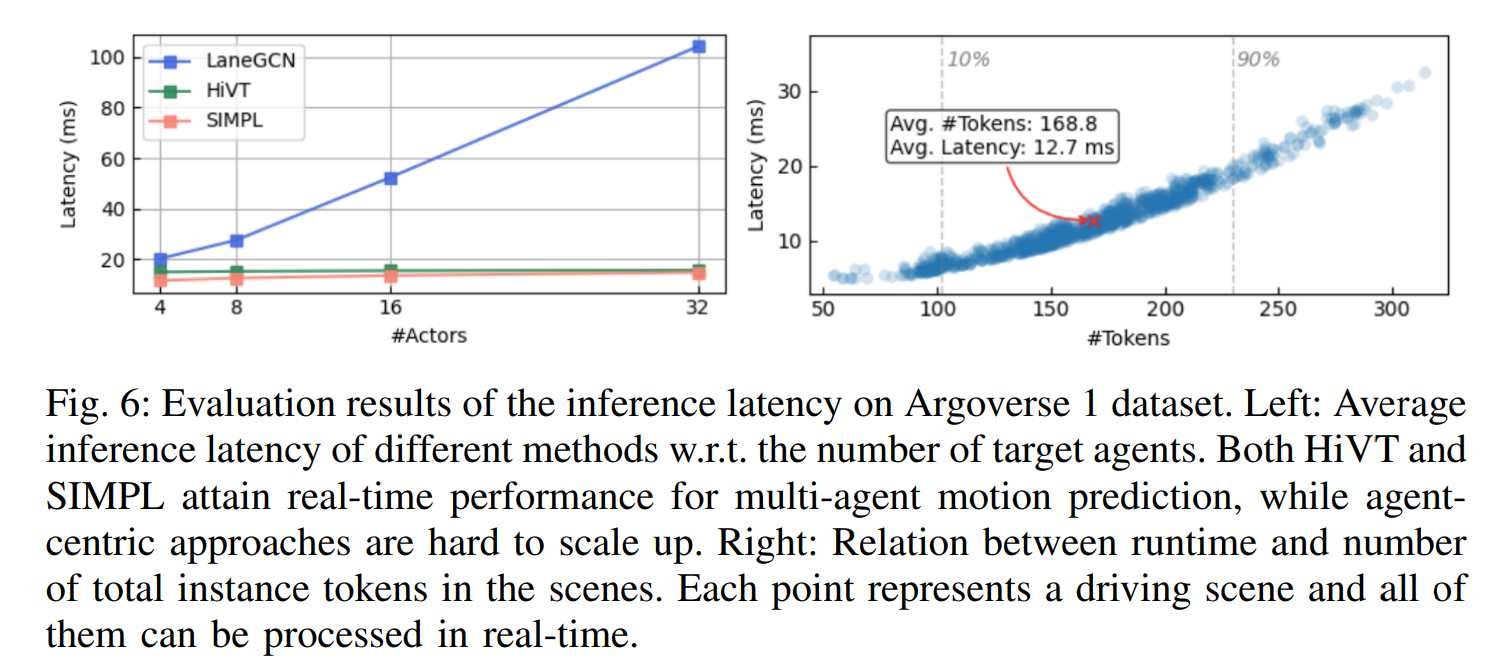 100
80
60
40
20
Latency (ms)
LaneGCN
HiVT
SIMPL
4 8 16 32
#Actors
30
20
10
Latency (ms)
10%
90%
Avg. #Tokens: 168.8
Avg. Latency: 12.7 ms
50 100 150 200 250 300
#Tokens
Fig. 6: Evaluation results of the inference latency on Argoverse 1 dataset. Left: Average
inference latency of different methods w.r.t. the number of target agents. Both HiVT and
SIMPL attain real-time performance for multi-agent motion prediction, while agent-
centric approaches are hard to scale up. Right: Relation between runtime and number
of total instance tokens in the scenes. Each point represents a driving scene and all of
them can be processed in real-time.